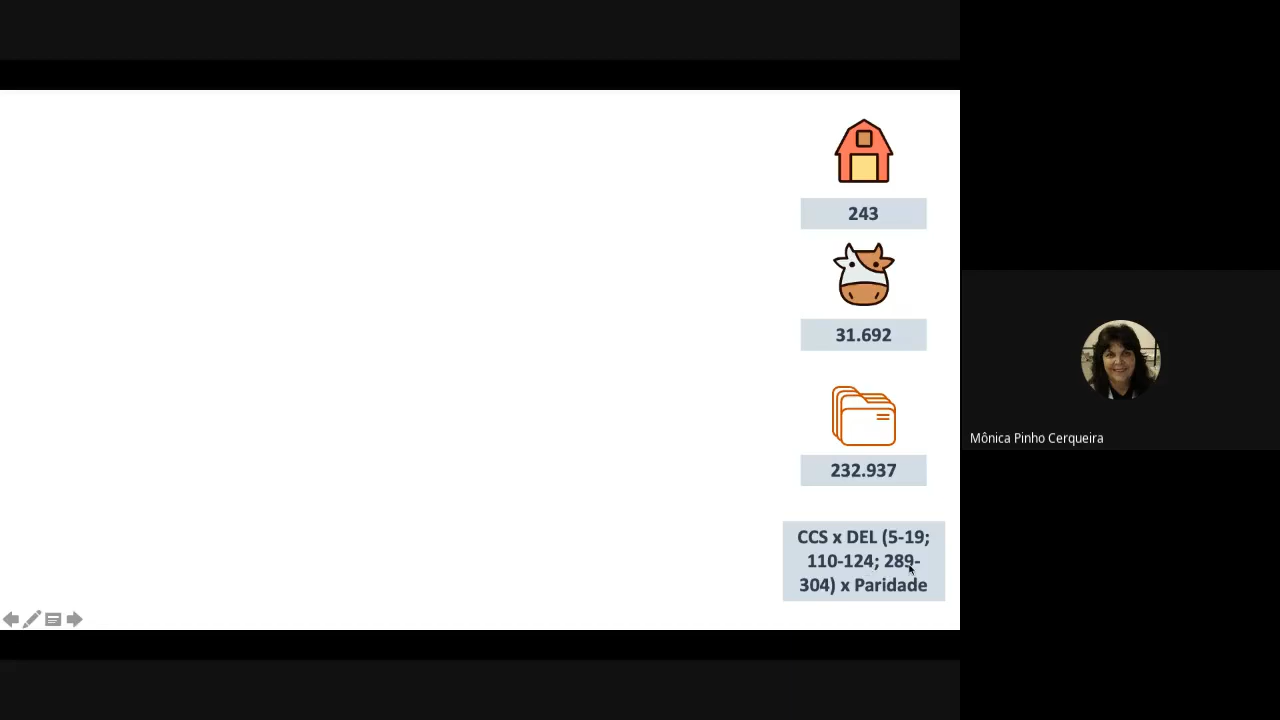 243
31.692
232.937
CCS x DEL (5-19;
110-124; 289-
304) x Paridade
Mônica Pinho Cerqueira